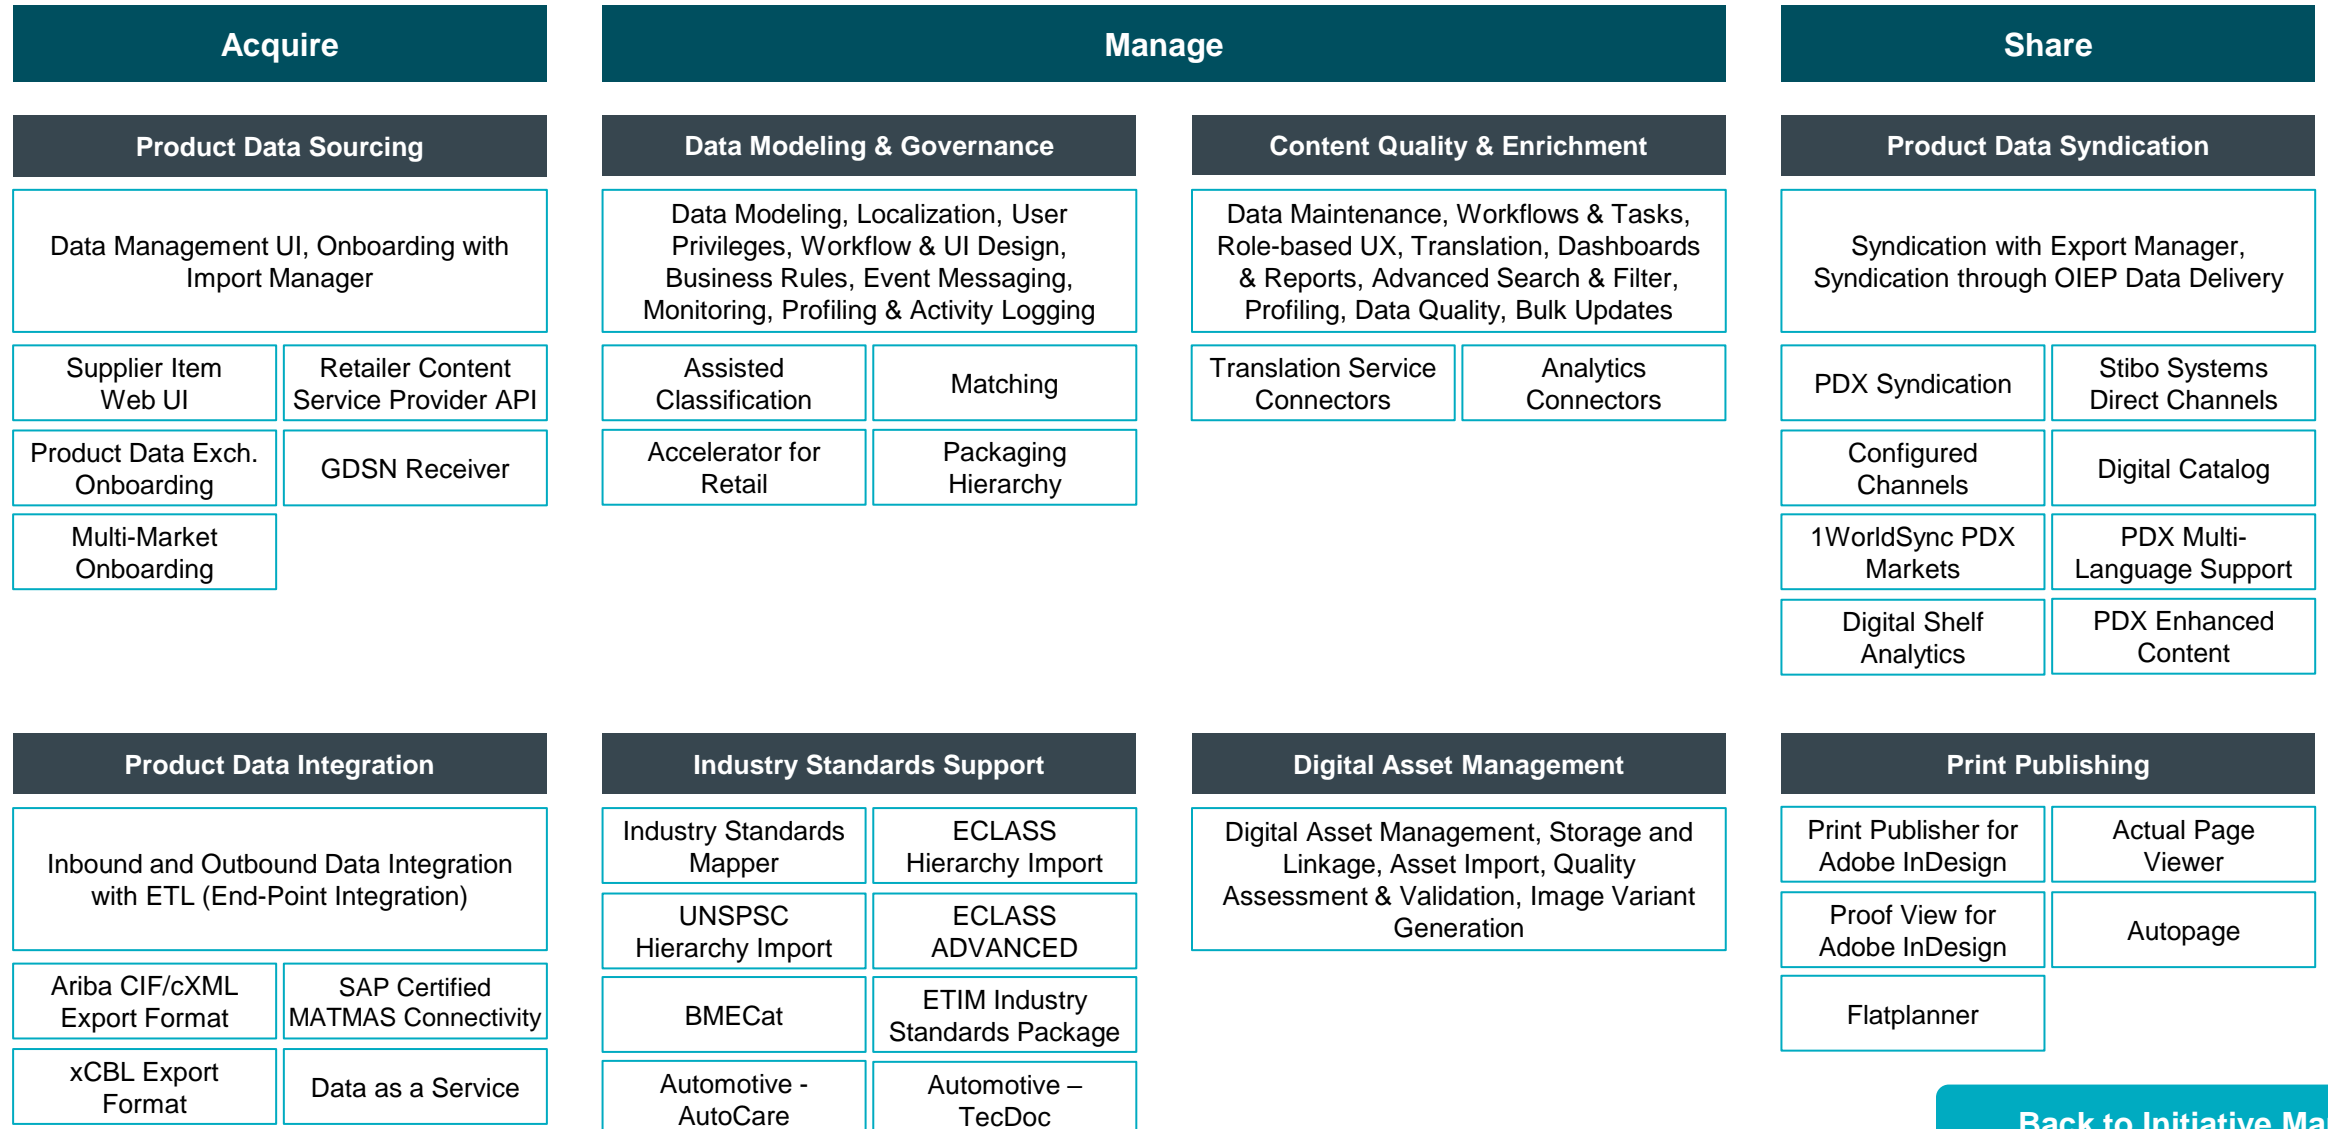 Acquire
Manage
Share
Product Data Sourcing
Data Management UI, Onboarding with
Import Manager
Supplier Item
Web UI
Retailer Content
Service Provider API
Product Data Exch.
Onboarding
GDSN Receiver
Multi-Market
Onboarding
Data Modeling & Governance
Data Modeling, Localization, User
Privileges, Workflow & UI Design,
Business Rules, Event Messaging,
Monitoring, Profiling & Activity Logging
Assisted
Classification
Matching
Accelerator for
Retail
Packaging
Hierarchy
Content Quality & Enrichment
Data Maintenance, Workflows & Tasks,
Role-based UX, Translation, Dashboards
& Reports, Advanced Search & Filter,
Profiling, Data Quality, Bulk Updates
Translation Service
Connectors
Analytics
Connectors
Product Data Syndication
Syndication with Export Manager,
Syndication through OIEP Data Delivery
PDX Syndication
Stibo Systems
Direct Channels
Configured
Channels
Digital Catalog
1WorldSync PDX
Markets
PDX Multi-
Language Support
Digital Shelf
Analytics
PDX Enhanced
Content
Product Data Integration
Inbound and Outbound Data Integration
with ETL (End-Point Integration)
Ariba CIF/cXML
Export Format
SAP Certified
MATMAS Connectivity
xCBL Export
Format
Data as a Service
Industry Standards Support
Industry Standards
Mapper
ECLASS
Hierarchy Import
UNSPSC
Hierarchy Import
ECLASS
ADVANCED
BMECat
ETIM Industry
Standards Package
Automotive -
AutoCare
Automotive –
TecDoc
Digital Asset Management
Digital Asset Management, Storage and
Linkage, Asset Import, Quality
Assessment & Validation, Image Variant
Generation
Print Publishing
Print Publisher for
Adobe InDesign
Actual Page
Viewer
Proof View for
Adobe InDesign
Autopage
Flatplanner
Back to Initiative